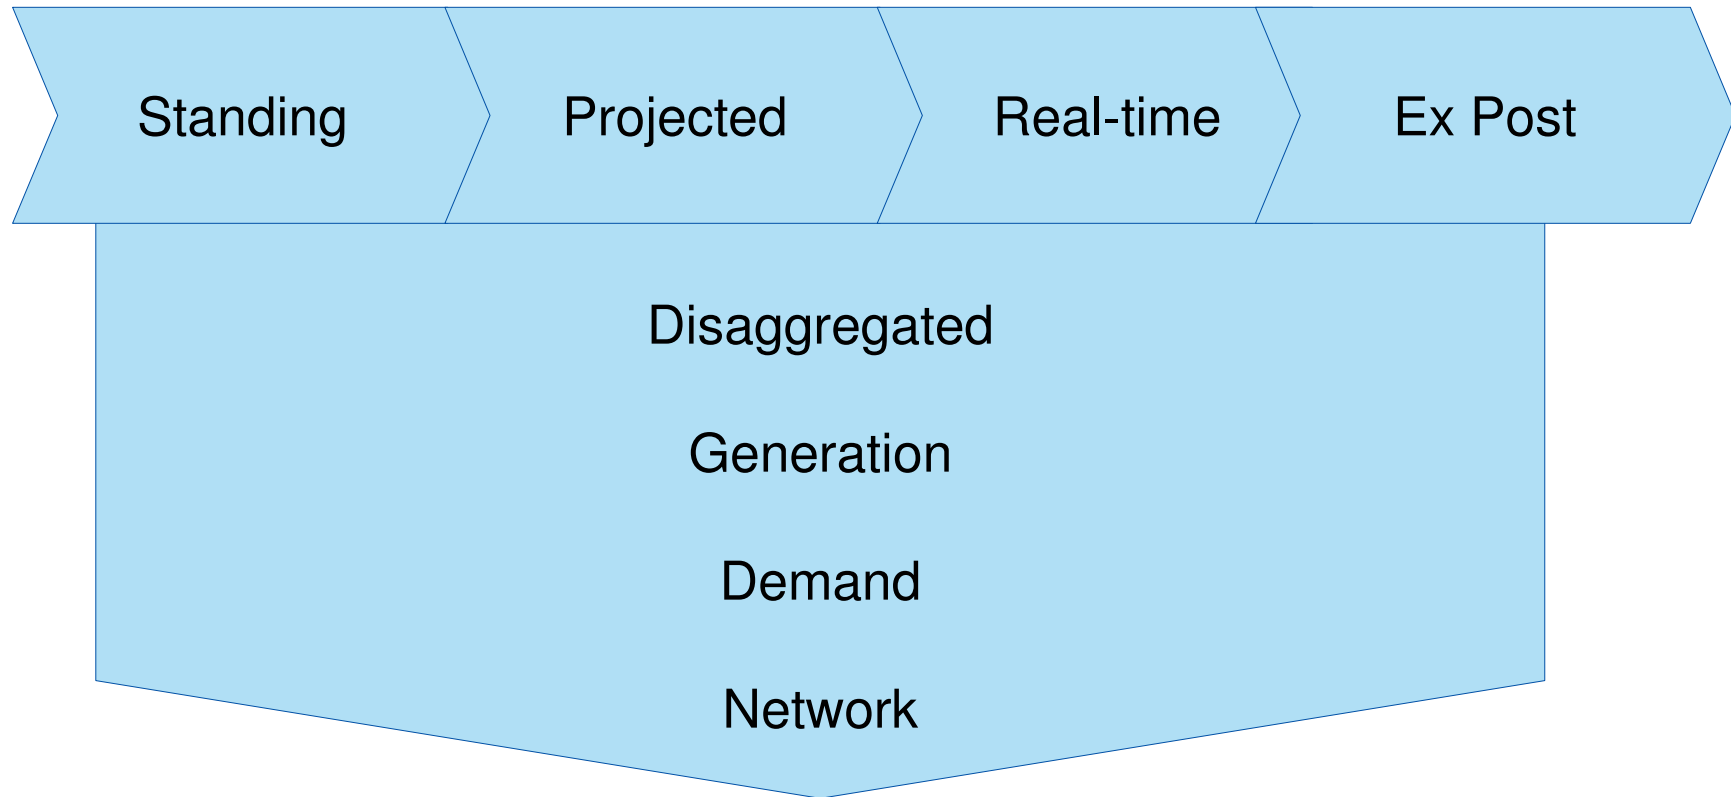 Standing
Projected
Real-time
Ex Post
Disaggregated
Generation
Demand
Network